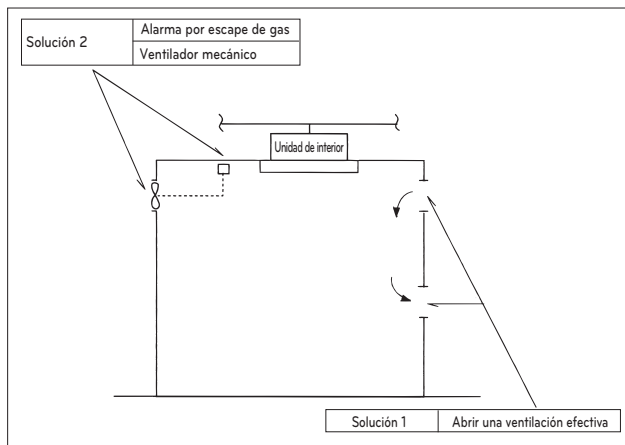 Solución 2
Alarma por escape de gas
Ventilador mecánico
Unidad de interior
Solución 1
Abrir una ventilación efectiva